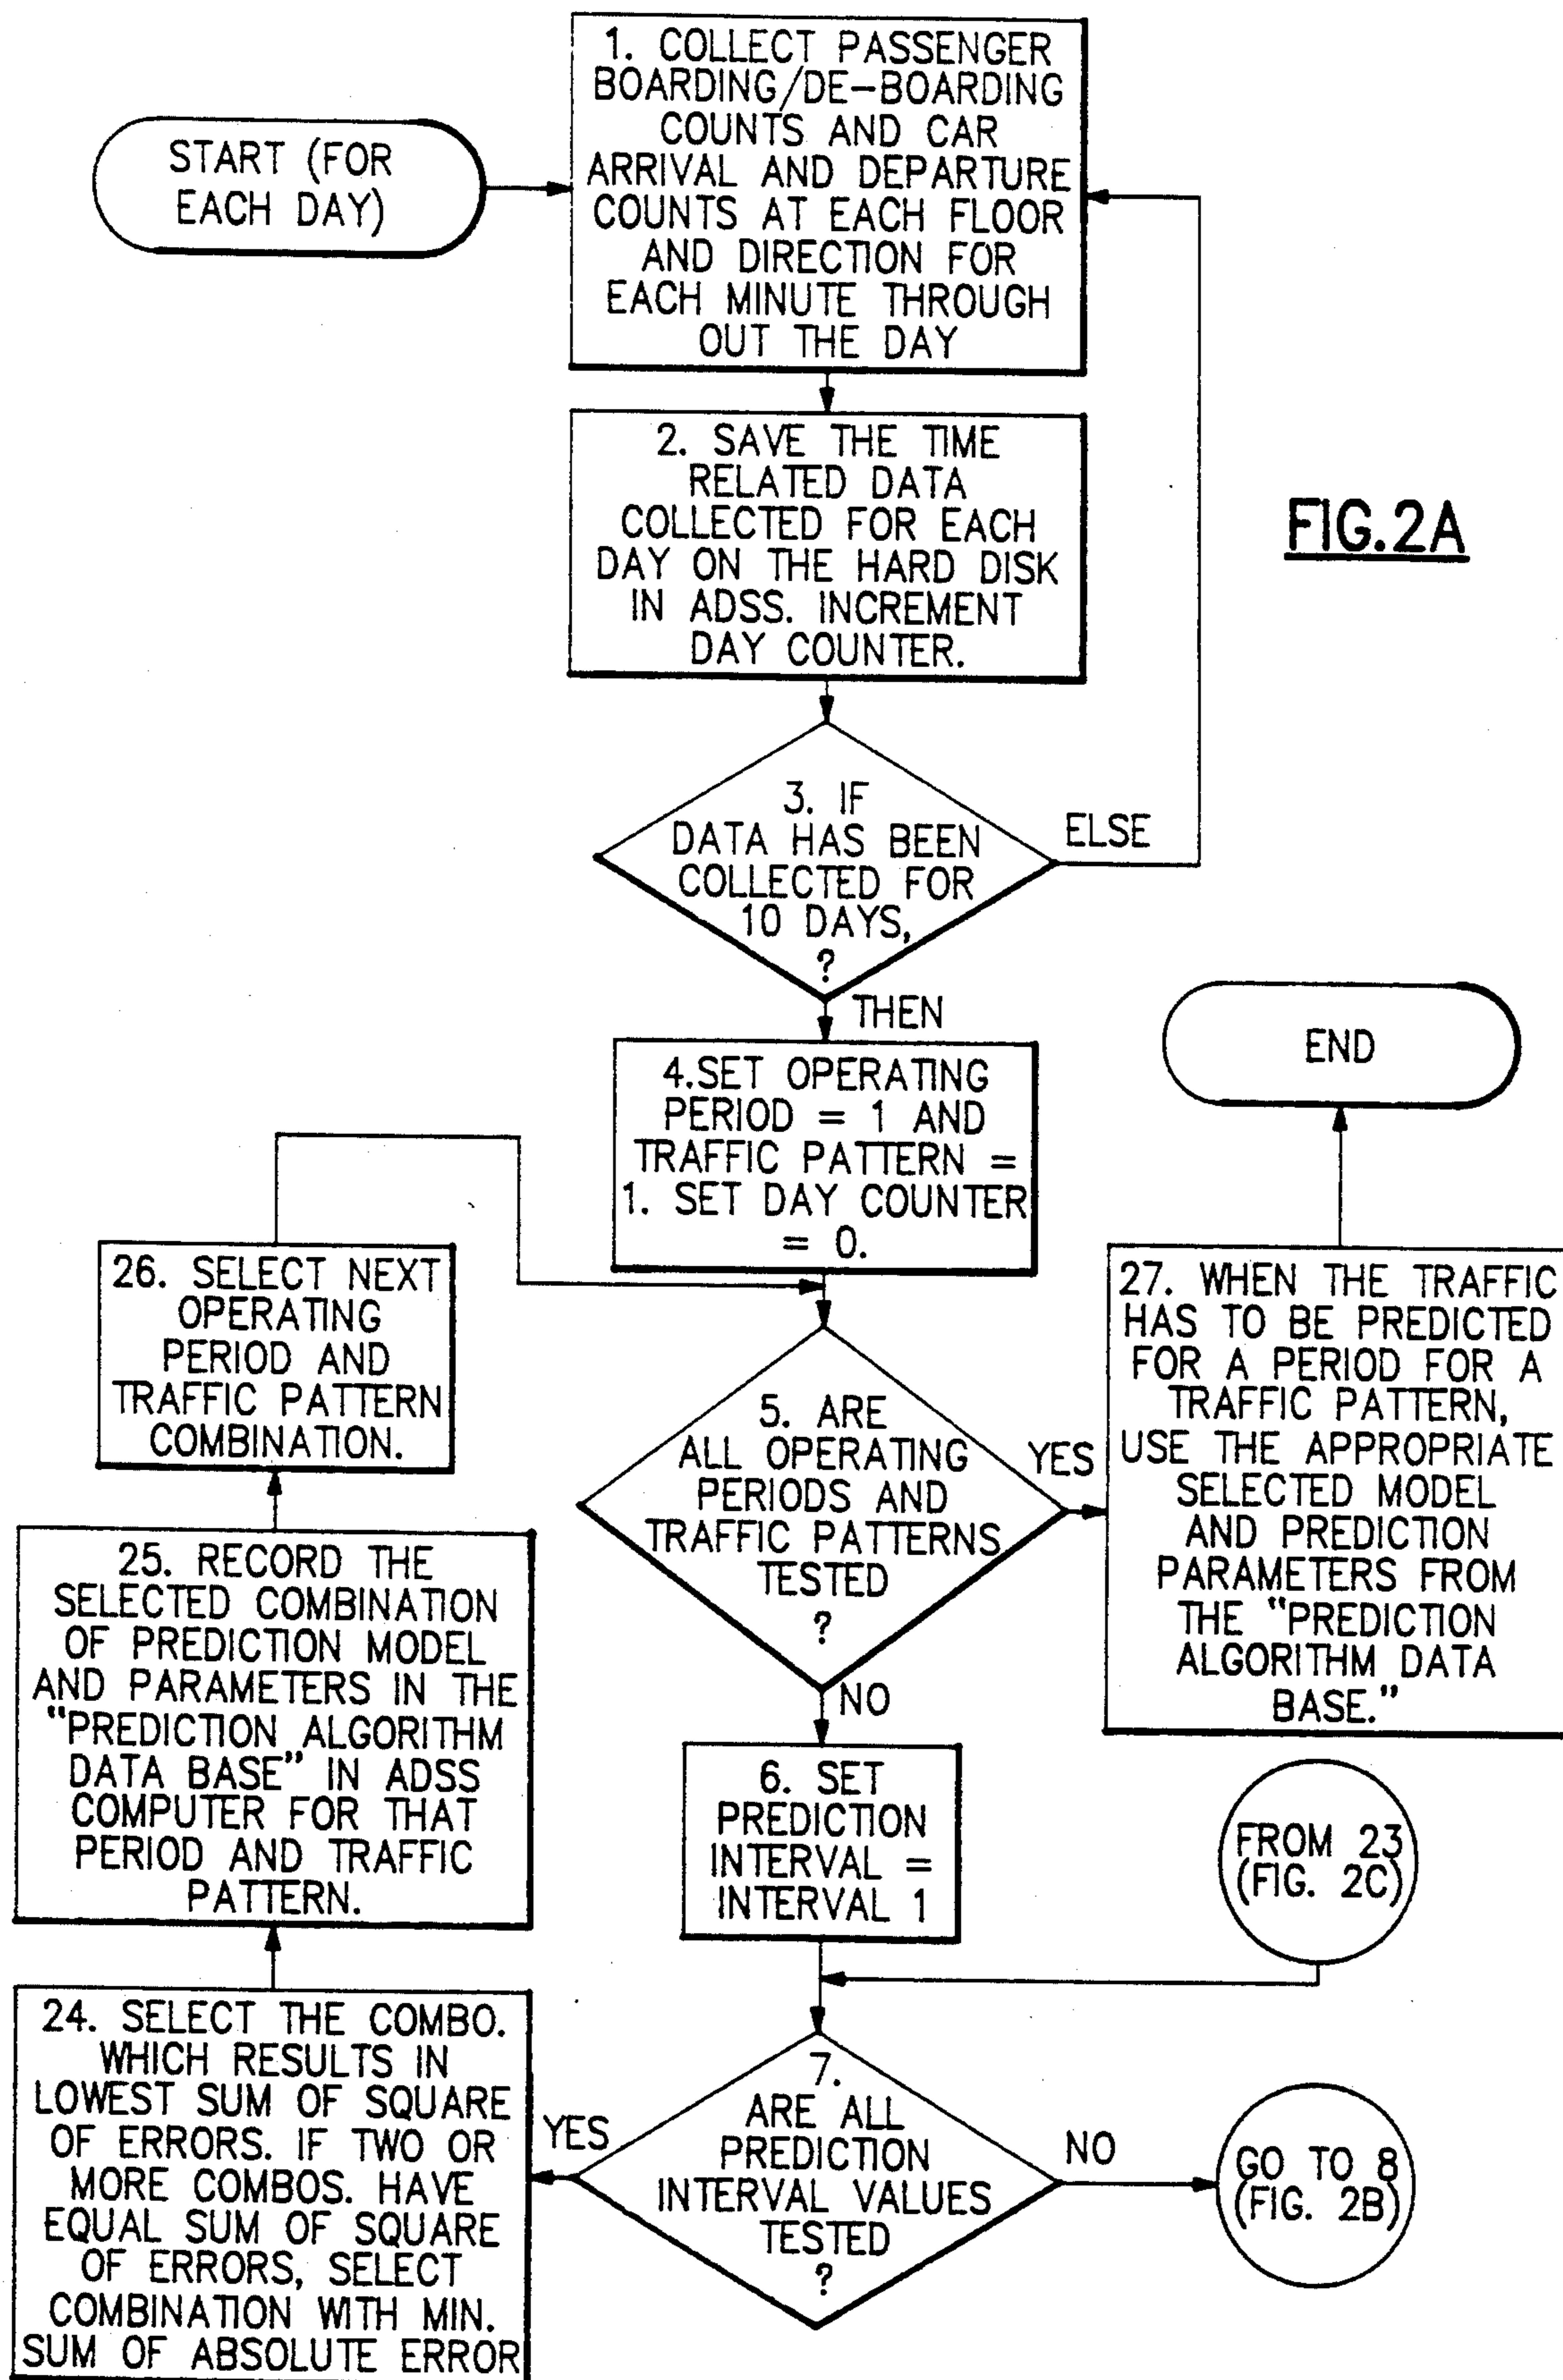 START (FOR
EACH DAY)
1. COLLECT PASSENGER
BOARDING/DE-BOARDING
COUNTS AND CAR
ARRIVAL AND DEPARTURE
COUNTS AT EACH FLOOR
AND DIRECTION FOR
EACH MINUTE THROUGH
OUT THE DAY
2. SAVE THE TIME
RELATED DATA
COLLECTED FOR EACH
DAY ON THE HARD DISK
IN ADSS. INCREMENT
DAY COUNTER.
FIG.2A
3. IF
DATA HAS BEEN
COLLECTED FOR
10 DAYS,
?
ELSE
THEN
4.SET OPERATING
PERIOD = 1 AND
TRAFFIC PATTERN =
1. SET DAY COUNTER
= 0.
END
26. SELECT NEXT
OPERATING
PERIOD AND
TRAFFIC PATTERN
COMBINATION.
5. ARE
ALL OPERATING
PERIODS AND
TRAFFIC PATTERNS
TESTED
?
YES
NO
27. WHEN THE TRAFFIC
HAS TO BE PREDICTED
FOR A PERIOD FOR A
TRAFFIC PATTERN,
USE THE APPROPRIATE
SELECTED MODEL
AND PREDICTION
PARAMETERS FROM
THE "PREDICTION
ALGORITHM DATA
BASE."
25. RECORD THE
SELECTED COMBINATION
OF PREDICTION MODEL
AND PARAMETERS IN THE
"PREDICTION ALGORITHM
DATA BASE" IN ADSS
COMPUTER FOR THAT
PERIOD AND TRAFFIC
PATTERN.
6. SET
PREDICTION
INTERVAL =
INTERVAL 1
FROM 23
(FIG. 2C)
24. SELECT THE COMBO.
WHICH RESULTS IN
LOWEST SUM OF SQUARE
OF ERRORS. IF TWO OR
MORE COMBOS. HAVE
EQUAL SUM OF SQUARE
OF ERRORS, SELECT
COMBINATION WITH MIN.
SUM OF ABSOLUTE ERROR
YES
7.
ARE ALL
PREDICTION
INTERVAL VALUES
TESTED
?
NO
GO TO 8
(FIG. 2B)